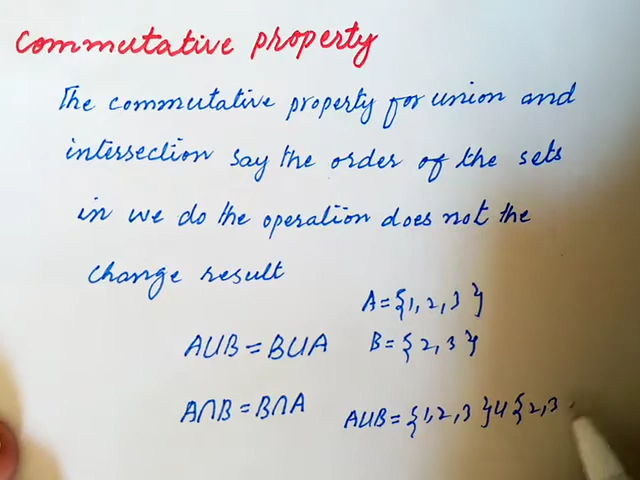 commutative property
The commutative property for union and
interssection say the order of the sets
in we do the operation does not the
change result
A={1,2,3}
A∪B=B∪A B={2,3}
A∩B=B∩A A∪B={1,2,3}∪{2,3